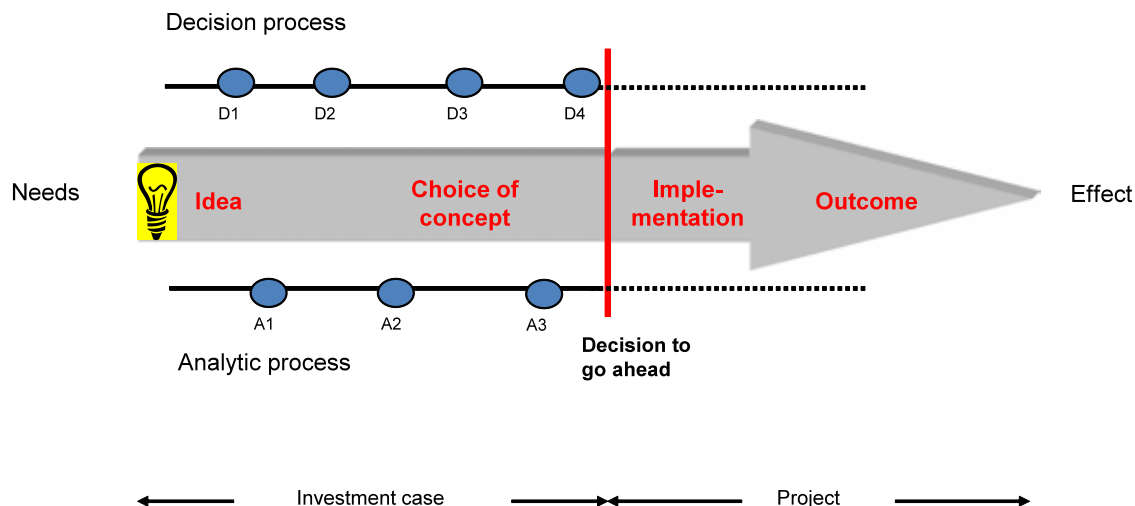 Decision process
D1
D2
D3
D4
Needs
Idea
Choice of
concept
Imple-
mentation
Outcome
Effect
A1
A2
A3
Analytic process
Decision to
go ahead
Investment case
Project